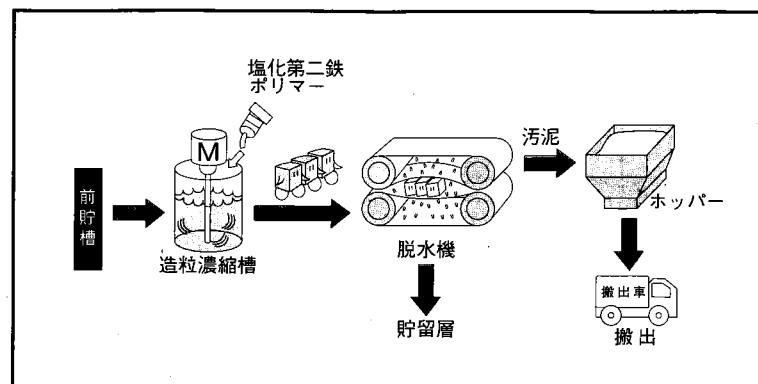 塩化第二鉄
ポリマー
M
前貯槽
造粒濃縮槽
脱水機
汚泥
ホッパー
貯留層
搬出車
搬出